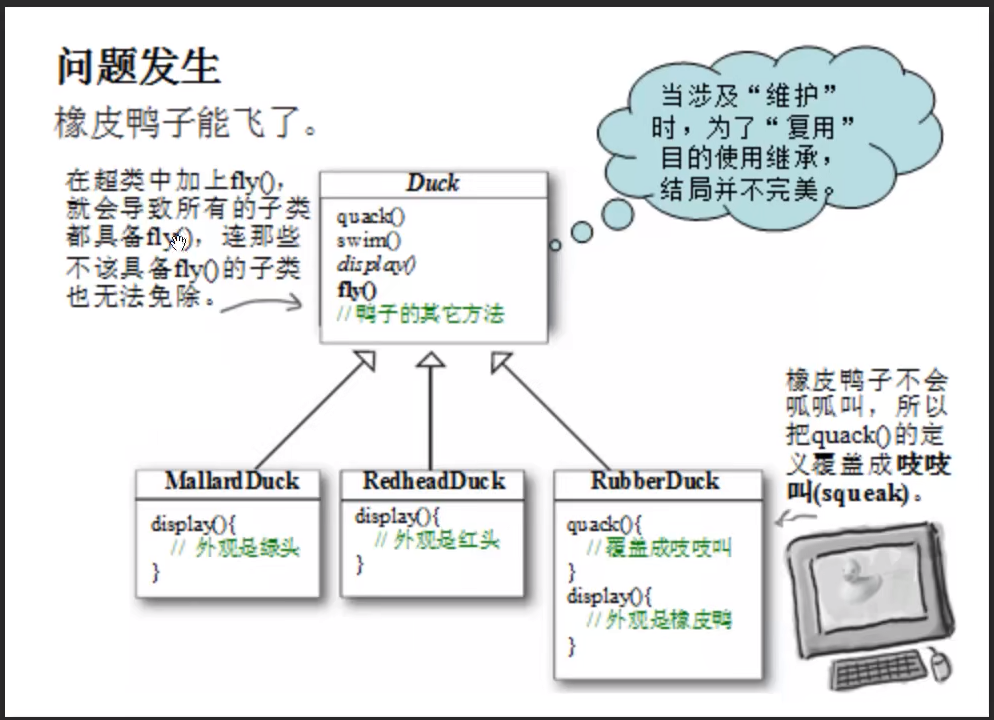 问题发生
橡皮鸭子能飞了。
当涉及“维护”
时，为了“复用”
目的使用继承，
结局并不完美。
在超类中加上fly()，
就会导致所有的子类
都具备fly()，连那些
不该具备fly()的子类
也无法免除。
Duck
quack()
swim()
display()
fly()
//鸭子的其它方法
橡皮鸭子不会
呱呱叫，所以
把quack()的定
义覆盖成吱吱
叫(squeak)。
MallardDuck
display(){
// 外观是绿头
}
RedheadDuck
display(){
// 外观是红头
}
RubberDuck
quack(){
//覆盖成吱吱叫
}
display(){
//外观是橡皮鸭
}